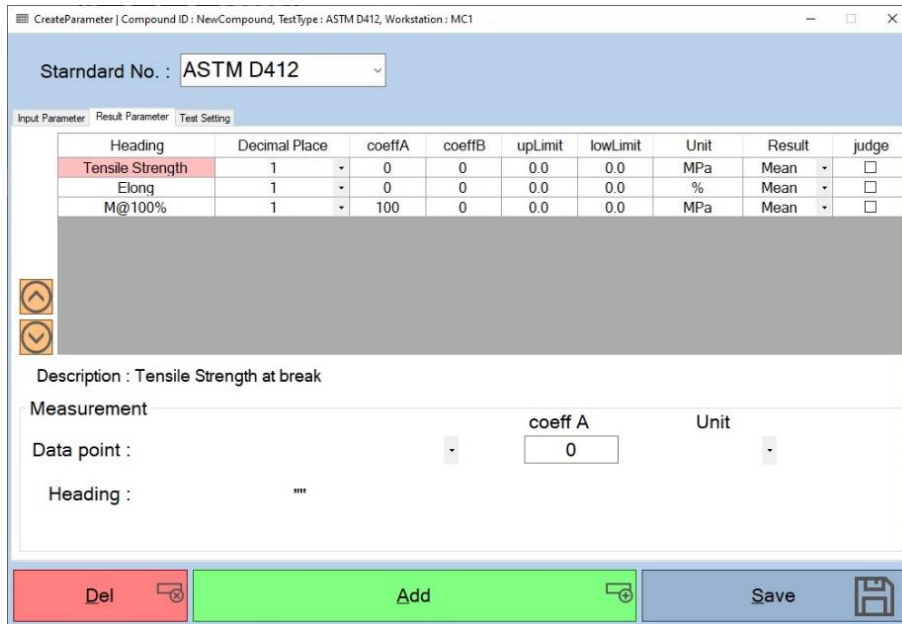 CreateParameter | Compound ID : NewCompound, TestType : ASTM D412, Workstation : MC1
Starndard No. : ASTM D412
Input Parameter Result Parameter Test Setting
Heading Decimal Place coeffA coeffB upLimit lowLimit Unit Result judge
Tensile Strength 1 0 0 0.0 0.0 MPa Mean
Elong 1 0 0 0.0 0.0 % Mean
M@100% 1 100 0 0.0 0.0 MPa Mean
Description : Tensile Strength at break
Measurement
coeff A Unit
Data point : 0
Heading : ""
Del Add Save